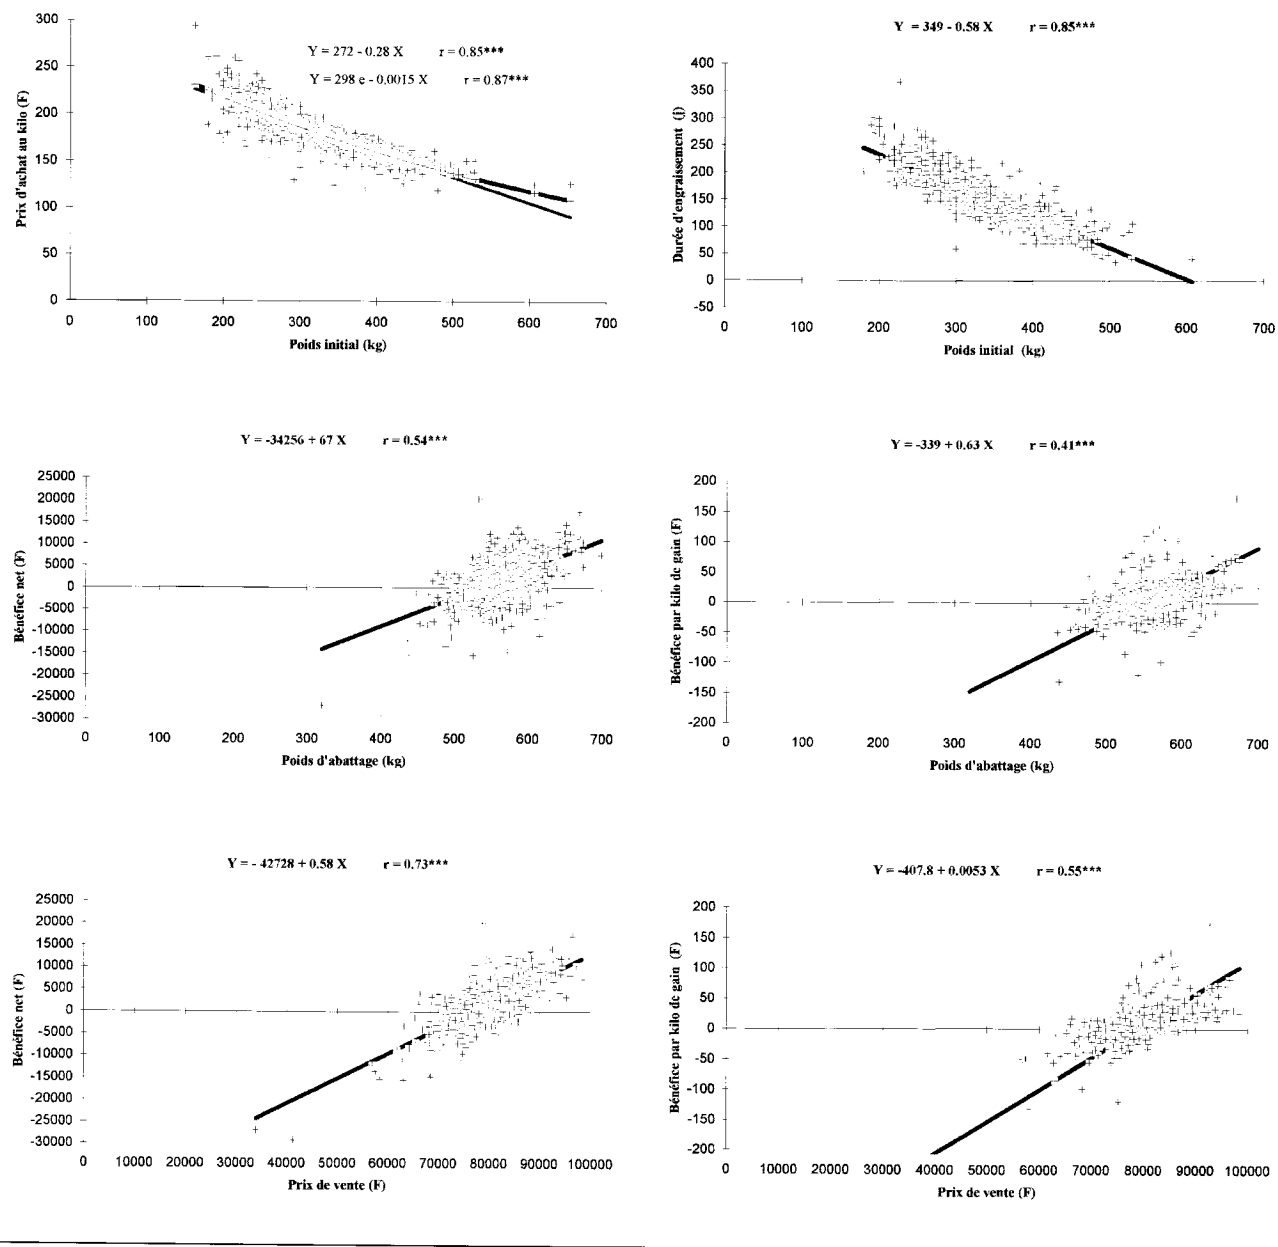 Y = 272 - 0.28 X r = 0.85***
Y = 298 e - 0.0015 X r = 0.87***
300
250
200
150
100
50
0
Prix d'achat au kilo (F)
0 100 200 300 400 500 600 700
Poids initial (kg)
Y = 349 - 0.58 X r = 0.85***
400
350
300
250
200
150
100
50
0
-50
Durée d'engraissement (j)
0 100 200 300 400 500 600 700
Poids initial (kg)
Y = -34256 + 67 X r = 0.54***
25000
20000
15000
10000
5000
0
-5000
-10000
-15000
-20000
-25000
-30000
Bénéfice net (F)
0 100 200 300 400 500 600 700
Poids d'abattage (kg)
Y = -339 + 0.63 X r = 0.41***
200
150
100
50
0
-50
-100
-150
-200
Bénéfice par kilo de gain (F)
0 100 200 300 400 500 600 700
Poids d'abattage (kg)
Y = - 42728 + 0.58 X r = 0.73***
25000
20000
15000
10000
5000
0
-5000
-10000
-15000
-20000
-25000
-30000
Bénéfice net (F)
0 10000 20000 30000 40000 50000 60000 70000 80000 90000 100000
Prix de vente (F)
Y = -407.8 + 0.0053 X r = 0.55***
200
150
100
50
0
-50
-100
-150
-200
Bénéfice par kilo de gain (F)
0 10000 20000 30000 40000 50000 60000 70000 80000 90000 100000
Prix de vente (F)